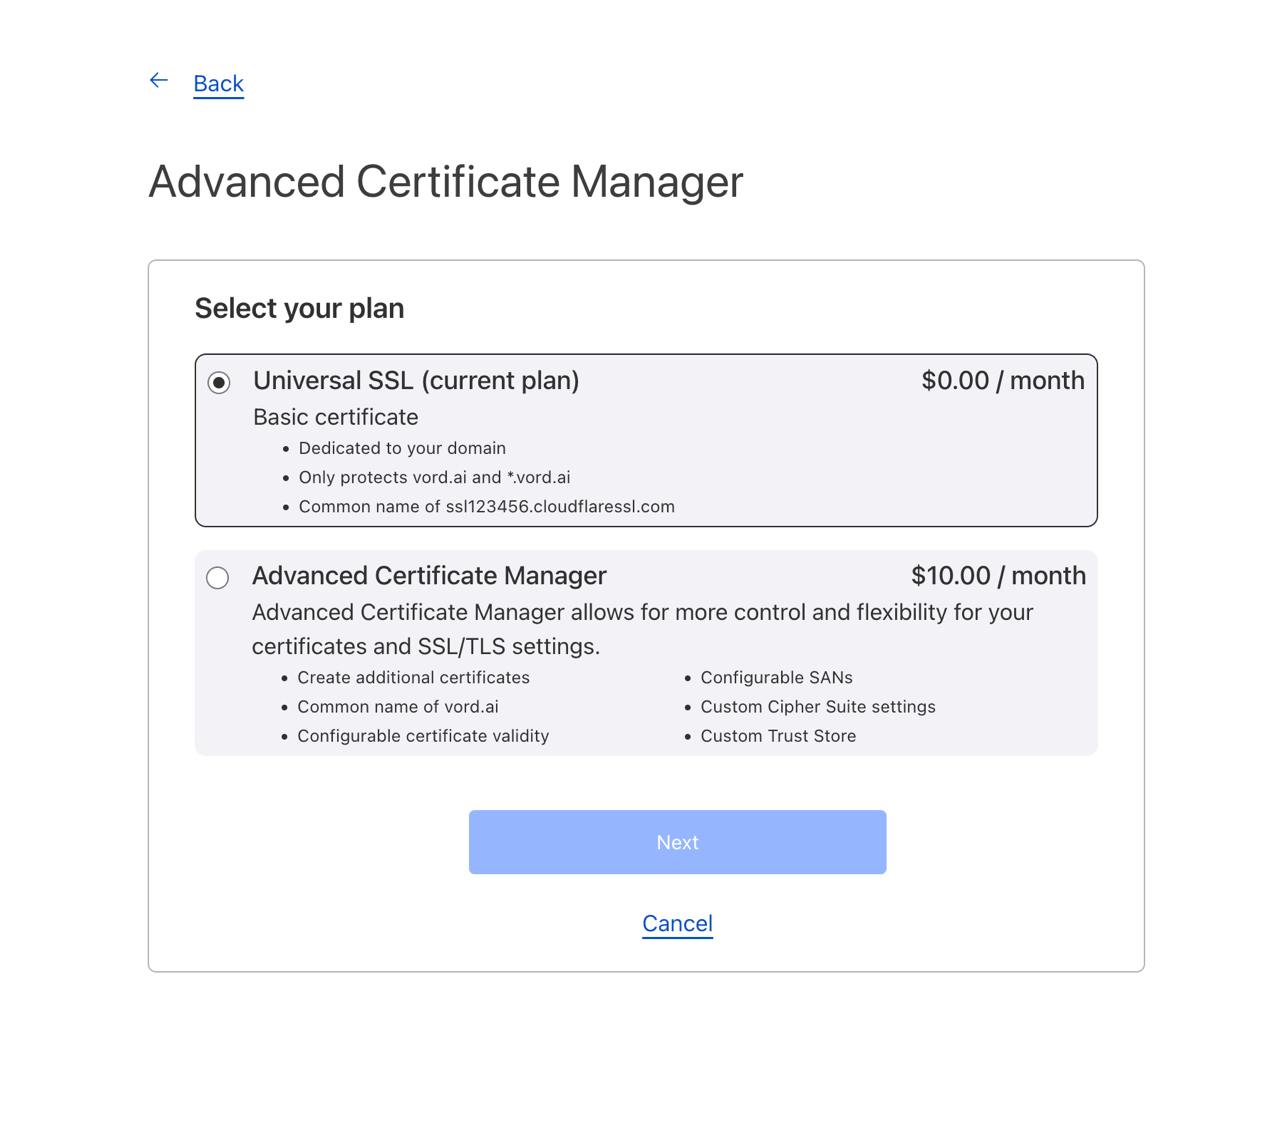 Back
Advanced Certificate Manager
Select your plan
Universal SSL (current plan) $0.00 / month
Basic certificate
• Dedicated to your domain
• Only protects vord.ai and *.vord.ai
• Common name of ssl123456.cloudflaressl.com
Advanced Certificate Manager $10.00 / month
Advanced Certificate Manager allows for more control and flexibility for your
certificates and SSL/TLS settings.
• Create additional certificates
• Common name of vord.ai
• Configurable certificate validity
• Configurable SANs
• Custom Cipher Suite settings
• Custom Trust Store
Next
Cancel